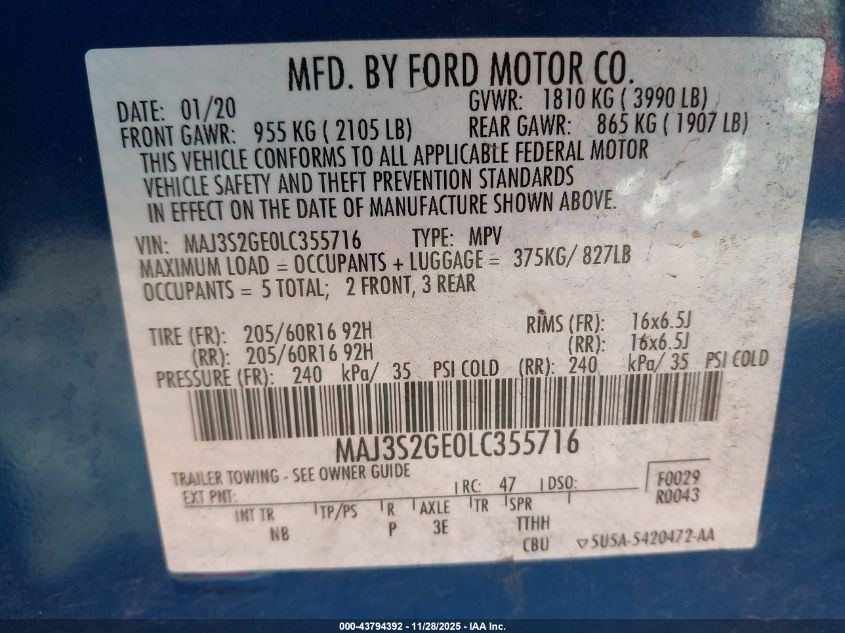 MFD. BY FORD MOTOR CO.
DATE: 01/20 GVWR: 1810 KG ( 3990 LB)
FRONT GAWR: 955 KG ( 2105 LB) REAR GAWR: 865 KG ( 1907 LB)
THIS VEHICLE CONFORMS TO ALL APPLICABLE FEDERAL MOTOR
VEHICLE SAFETY AND THEFT PREVENTION STANDARDS
IN EFFECT ON THE DATE OF MANUFACTURE SHOWN ABOVE.
VIN: MAJ3S2GE0LC355716 TYPE: MPV
MAXIMUM LOAD = OCCUPANTS + LUGGAGE = 375KG/ 827LB
OCCUPANTS = 5 TOTAL; 2 FRONT, 3 REAR
TIRE (FR): 205/60R16 92H RIMS (FR): 16x6.5J
(RR): 205/60R16 92H (RR): 16x6.5J
PRESSURE (FR): 240 kPa/ 35 PSI COLD (RR): 240 kPa/ 35 PSI COLD
MAJ3S2GE0LC355716
TRAILER TOWING - SEE OWNER GUIDE
EXT PNT: RC: 47 DSO: F0029
R0043
INT TR TP/PS R AXLE TR SPR
NB P 3E TTHH
CBU ▽5USA-5420472-AA
000-43794392 - 11/28/2025 - IAA Inc.